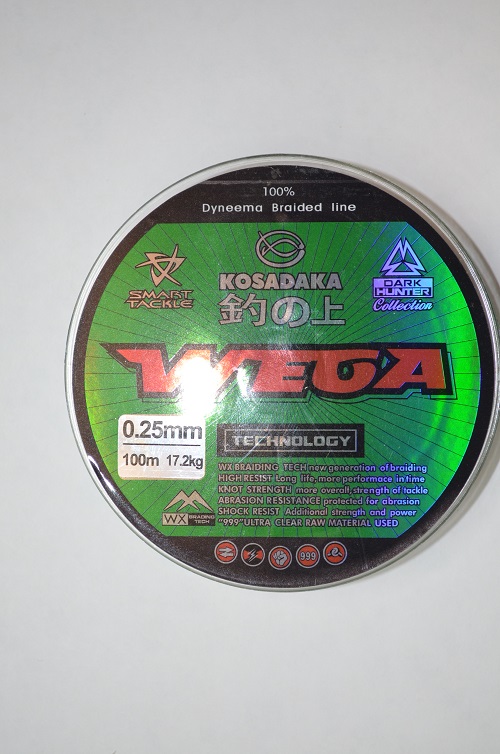 100%
Dyneema Braided line
SMART
TACKLE
KOSADAKA
釣の上
DARK
HUNTER
Collection
WEGA
0.25mm
100m 17.2kg
TECHNOLOGY
WX BRAIDING TECH new generation of braiding
HIGH RESIST Long life, more performace in time
KNOT STRENGTH more overall, strength of tackle
ABRASION RESISTANCE protected for abrasion
SHOCK RESIST Additional strength and power
"999" ULTRA CLEAR RAW MATERIAL USED
WX BRAIDING
TECH
999